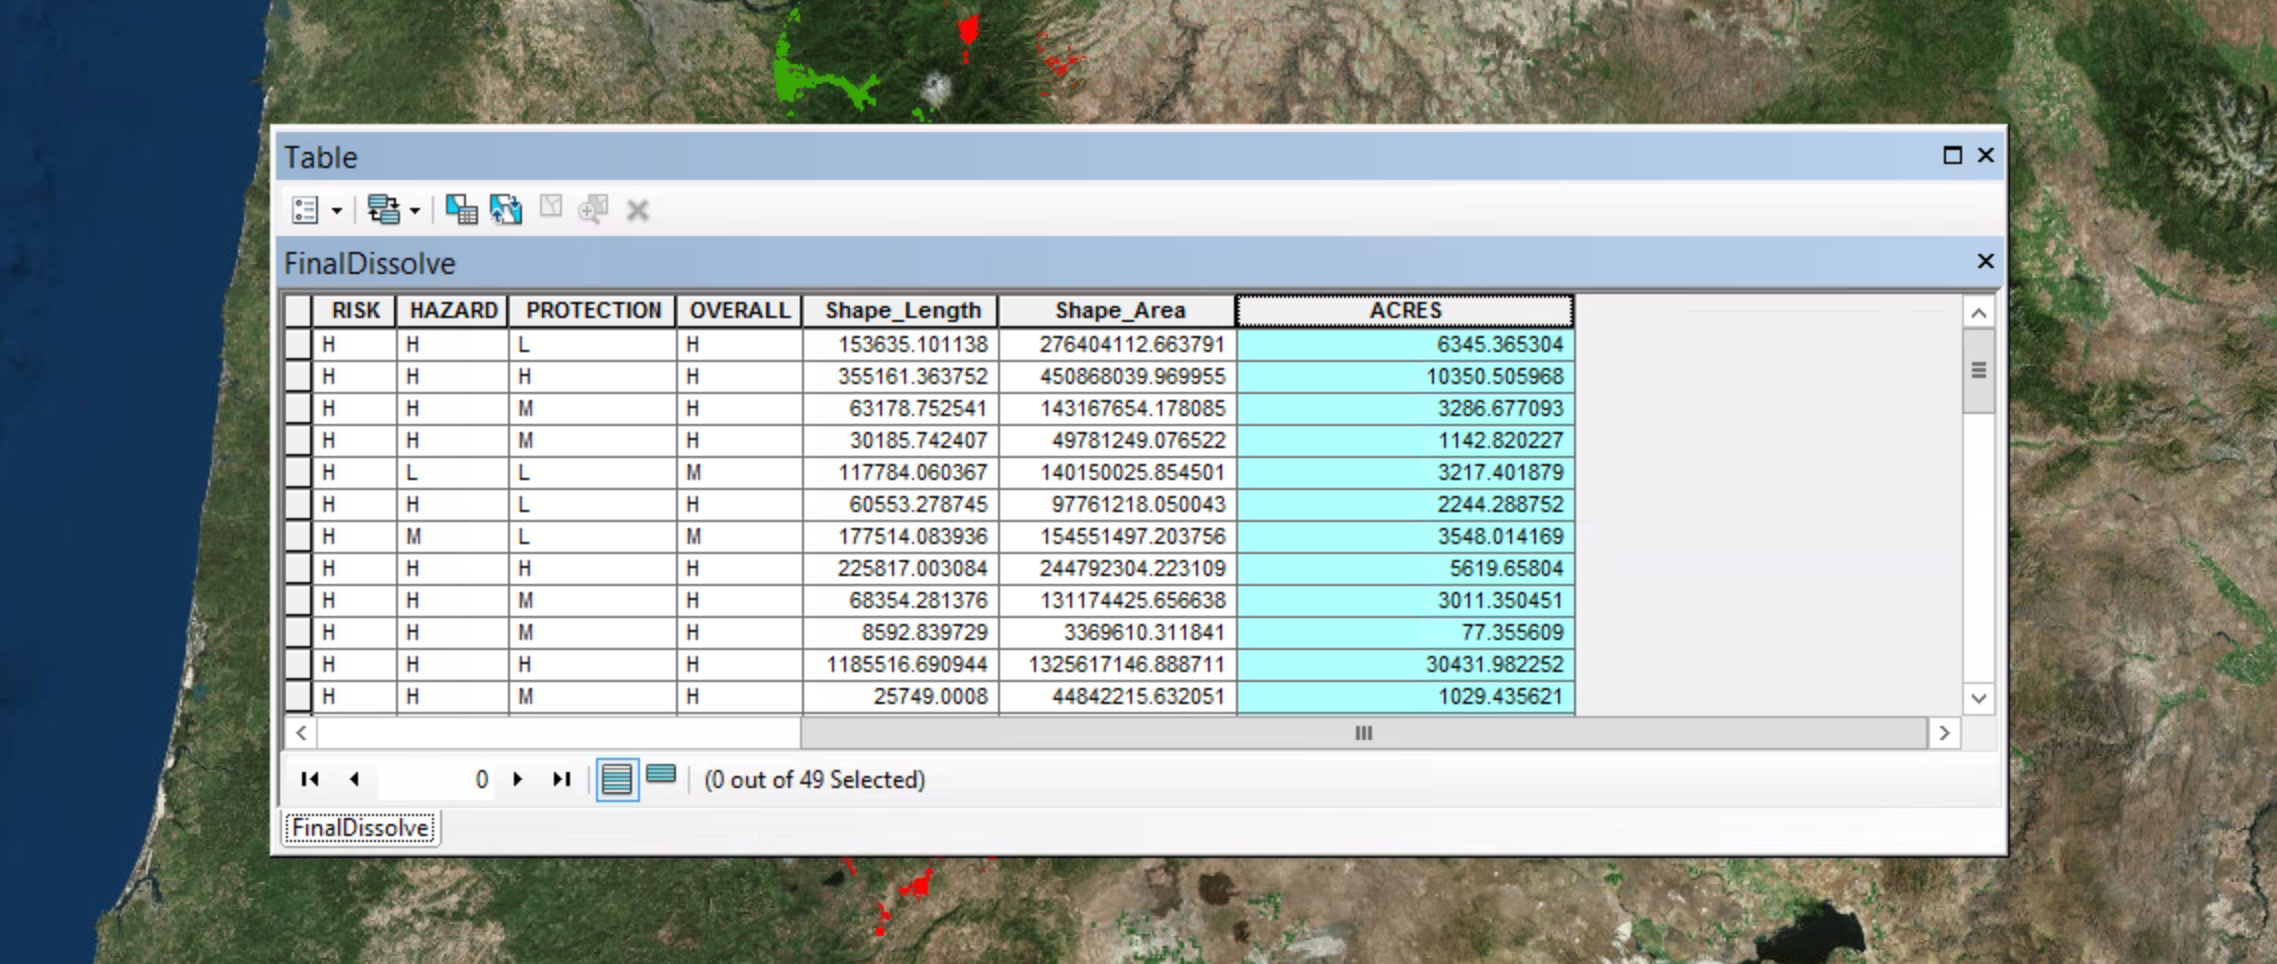 Table
FinalDissolve
RISK HAZARD PROTECTION OVERALL Shape_Length Shape_Area ACRES
H H L H 153635.101138 276404112.663791 6345.365304
H H H H 355161.363752 450868039.969955 10350.505968
H H M H 63178.752541 143167654.178085 3286.677093
H H M H 30185.742407 49781249.076522 1142.820227
H L L M 117784.060367 140150025.854501 3217.401879
H H L H 60553.278745 97761218.050043 2244.288752
H M L M 177514.083936 154551497.203756 3548.014169
H H H H 225817.003084 244792304.223109 5619.65804
H H M H 68354.281376 131174425.656638 3011.350451
H H M H 8592.839729 3369610.311841 77.355609
H H H H 1185516.690944 1325617146.888711 30431.982252
H H M H 25749.0008 44842215.632051 1029.435621
0 (0 out of 49 Selected)
FinalDissolve